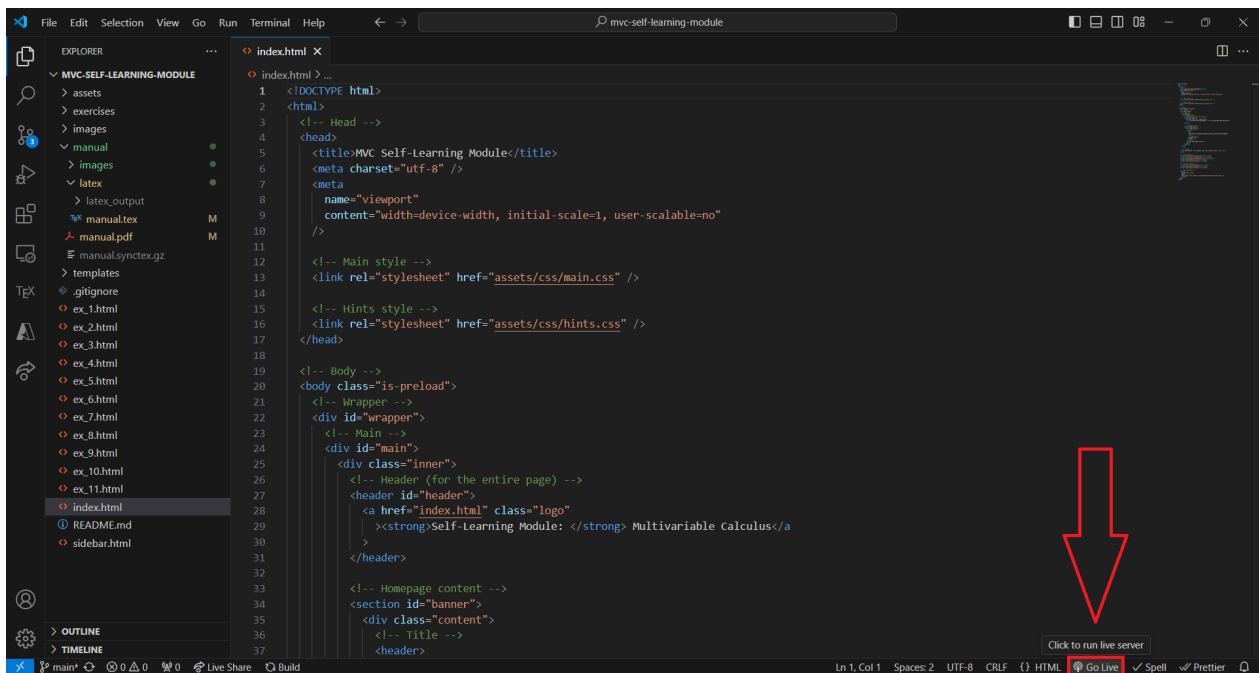 File Edit Selection View Go Run Terminal Help
mvc-self-learning-module
EXPLORER
MVC-SELF-LEARNING-MODULE
assets
exercises
images
manual
images
latex
latex_output
TEX manual.tex M
manual.pdf M
manual.synctex.gz
templates
.gitignore
ex_1.html
ex_2.html
ex_3.html
ex_4.html
ex_5.html
ex_6.html
ex_7.html
ex_8.html
ex_9.html
ex_10.html
ex_11.html
index.html
README.md
sidebar.html
OUTLINE
TIMELINE
3
TEX
index.html
index.html > ...
1 <!DOCTYPE html>
2 <html>
3 <!-- Head -->
4 <head>
5 <title>MVC Self-Learning Module</title>
6 <meta charset="utf-8" />
7 <meta
8 name="viewport"
9 content="width=device-width, initial-scale=1, user-scalable=no"
10 />
11
12 <!-- Main style -->
13 <link rel="stylesheet" href="assets/css/main.css" />
14
15 <!-- Hints style -->
16 <link rel="stylesheet" href="assets/css/hints.css" />
17 </head>
18
19 <!-- Body -->
20 <body class="is-preload">
21 <!-- Wrapper -->
22 <div id="wrapper">
23 <!-- Main -->
24 <div id="main">
25 <div class="inner">
26 <!-- Header (for the entire page) -->
27 <header id="header">
28 <a href="index.html" class="logo"
29 ><strong>Self-Learning Module: </strong> Multivariable Calculus</a
30 >
31 </header>
32
33 <!-- Homepage content -->
34 <section id="banner">
35 <div class="content">
36 <!-- Title -->
37 <header>
Click to run live server
main* 0 0 0 Live Share Build Ln 1, Col 1 Spaces: 2 UTF-8 CRLF {} HTML Go Live Spell Prettier